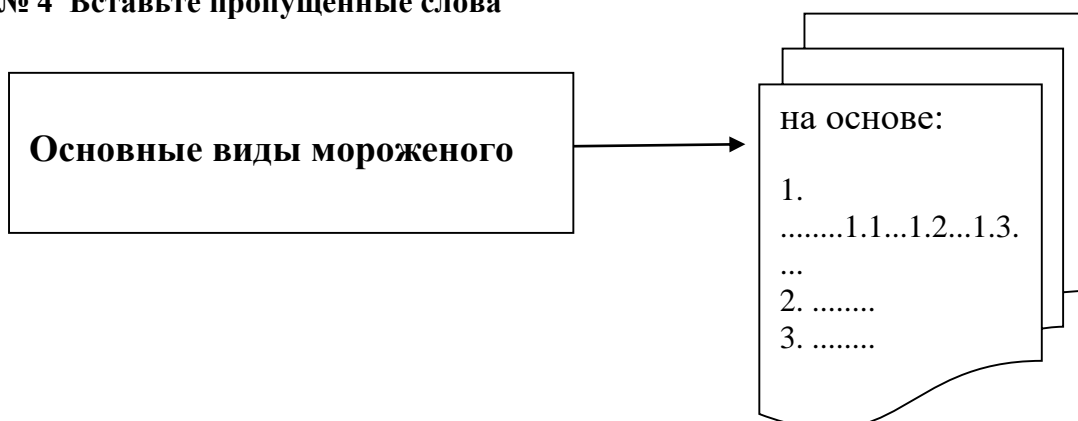 № 4 Вставьте пропущенные слова
Основные виды мороженого
на основе:
1.
........1.1...1.2...1.3.
...
2. ........
3. ........